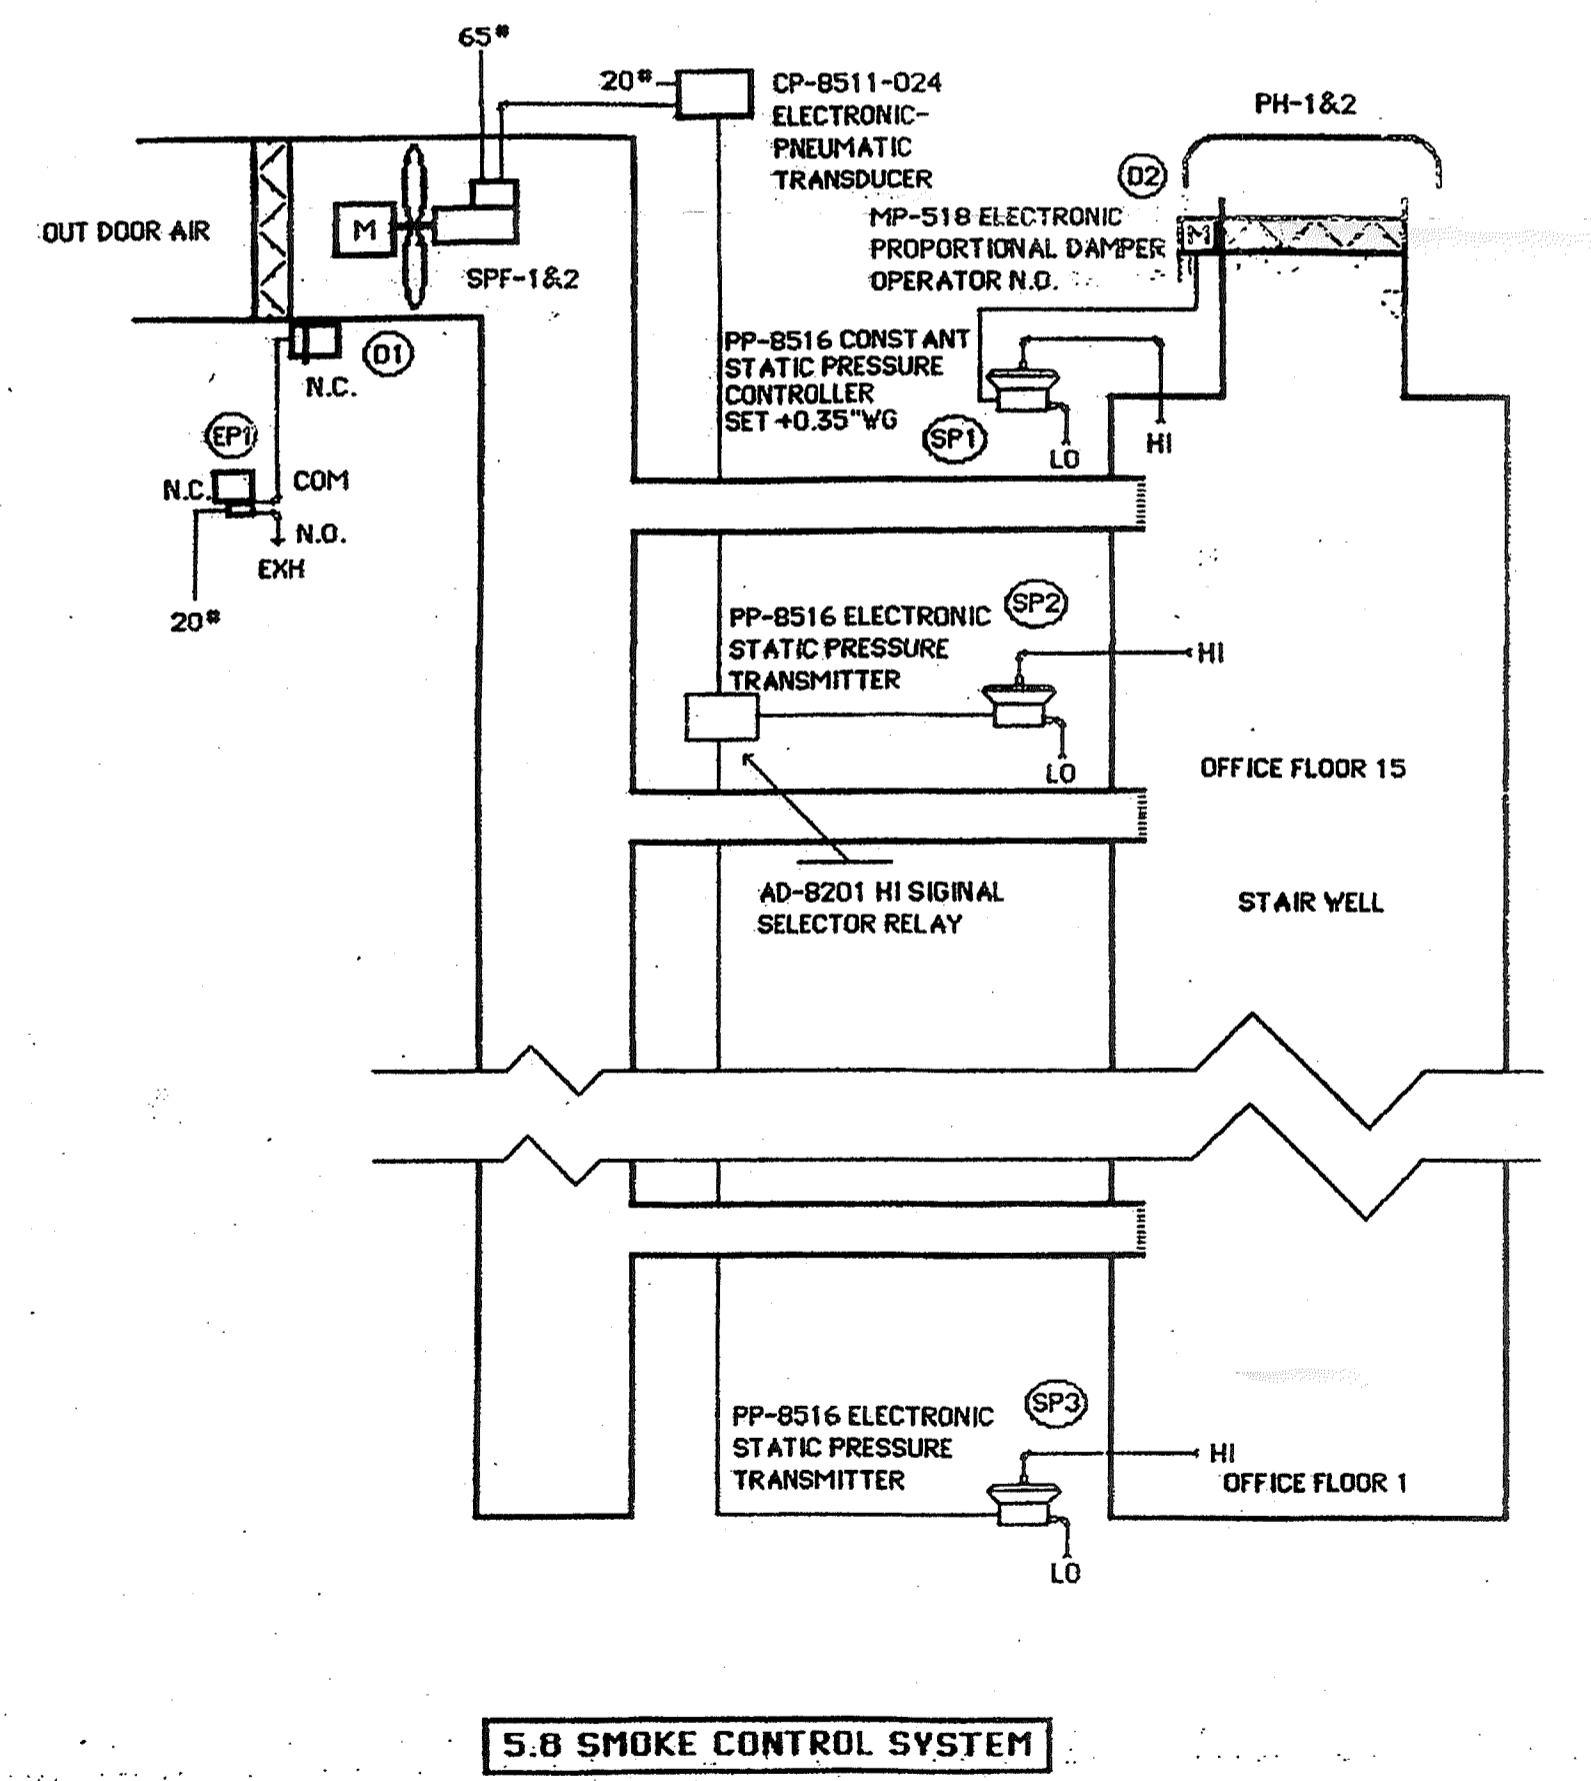 65#
20#
CP-8511-024
ELECTRONIC-
PNEUMATIC
TRANSDUCER
PH-1&2
D2
MP-518 ELECTRONIC
PROPORTIONAL DAMPER
OPERATOR N.O.
M
OUT DOOR AIR
M
SPF-1&2
D1
N.C.
PP-8516 CONSTANT
STATIC PRESSURE
CONTROLLER
SET +0.35"WG
SP1
LO
HI
EP1
N.C.
COM
N.O.
EXH
20#
PP-8516 ELECTRONIC
STATIC PRESSURE
TRANSMITTER
SP2
HI
LO
OFFICE FLOOR 15
AD-8201 HI SIGINAL
SELECTOR RELAY
STAIR WELL
PP-8516 ELECTRONIC
STATIC PRESSURE
TRANSMITTER
SP3
HI
OFFICE FLOOR 1
LO
5.8 SMOKE CONTROL SYSTEM